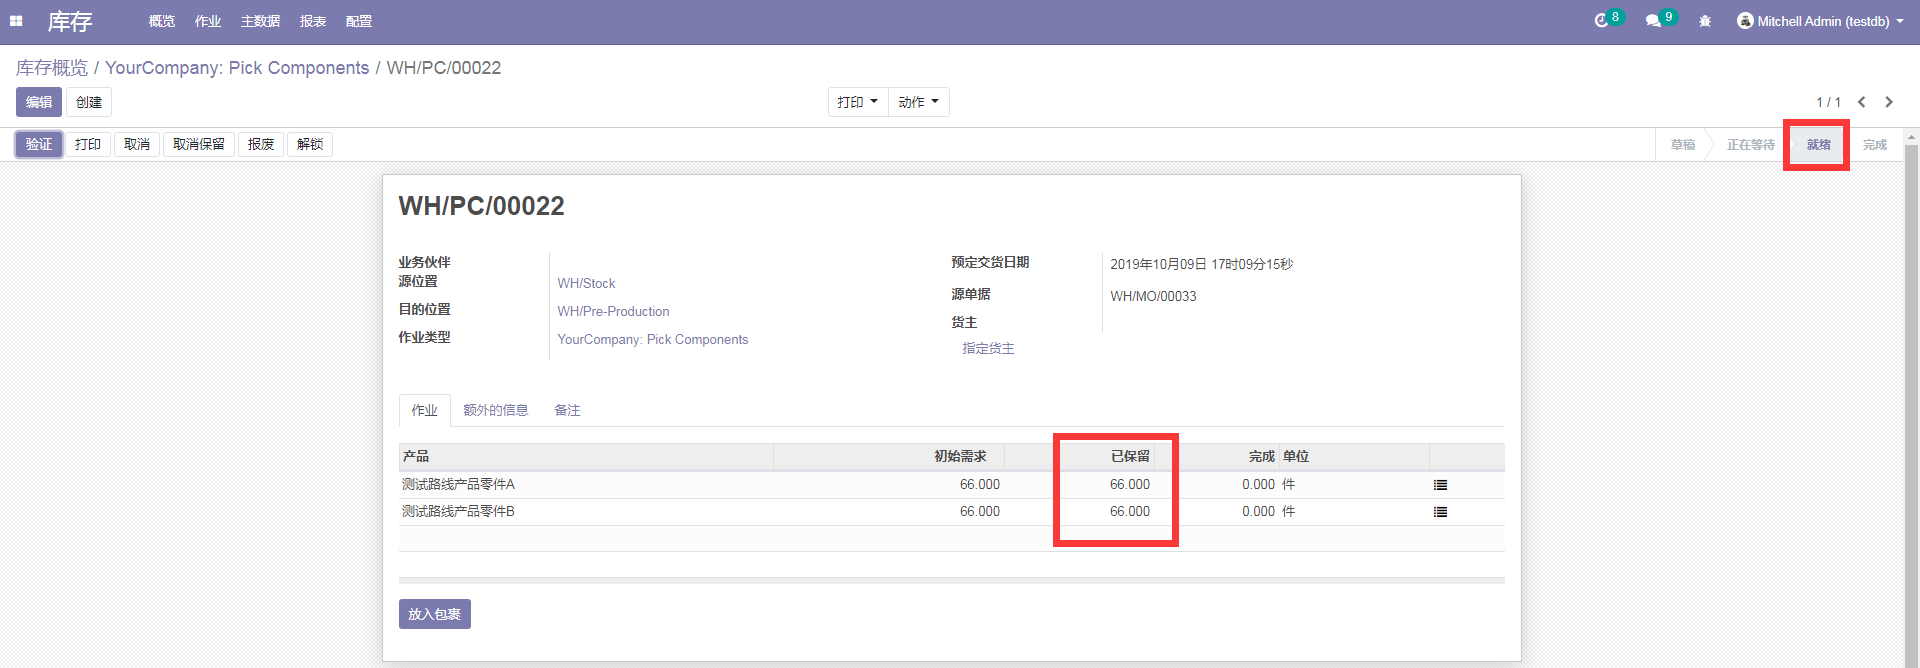 库存 概览 作业 主数据 报表 配置 8 9 Mitchell Admin (testdb)
库存概览 / YourCompany: Pick Components / WH/PC/00022
编辑 创建 打印 动作 1 / 1
验证 打印 取消 取消保留 报废 解锁 草稿 正在等待 就绪 完成
WH/PC/00022
业务伙伴 预定交货日期 2019年10月09日 17时09分15秒
源位置 WH/Stock 源单据 WH/MO/00033
目的位置 WH/Pre-Production 货主
作业类型 YourCompany: Pick Components 指定货主
作业 额外的信息 备注
产品 初始需求 已保留 完成 单位
测试路线产品零件A 66.000 66.000 0.000 件
测试路线产品零件B 66.000 66.000 0.000 件
放入包裹